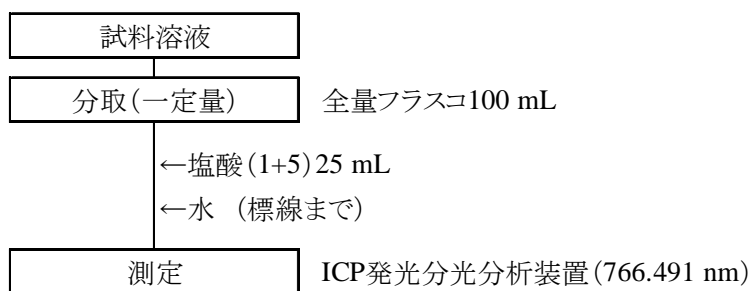 試料溶液
分取(一定量) 全量フラスコ100 mL
←塩酸(1+5)25 mL
←水 (標線まで)
測定 ICP発光分光分析装置(766.491 nm)